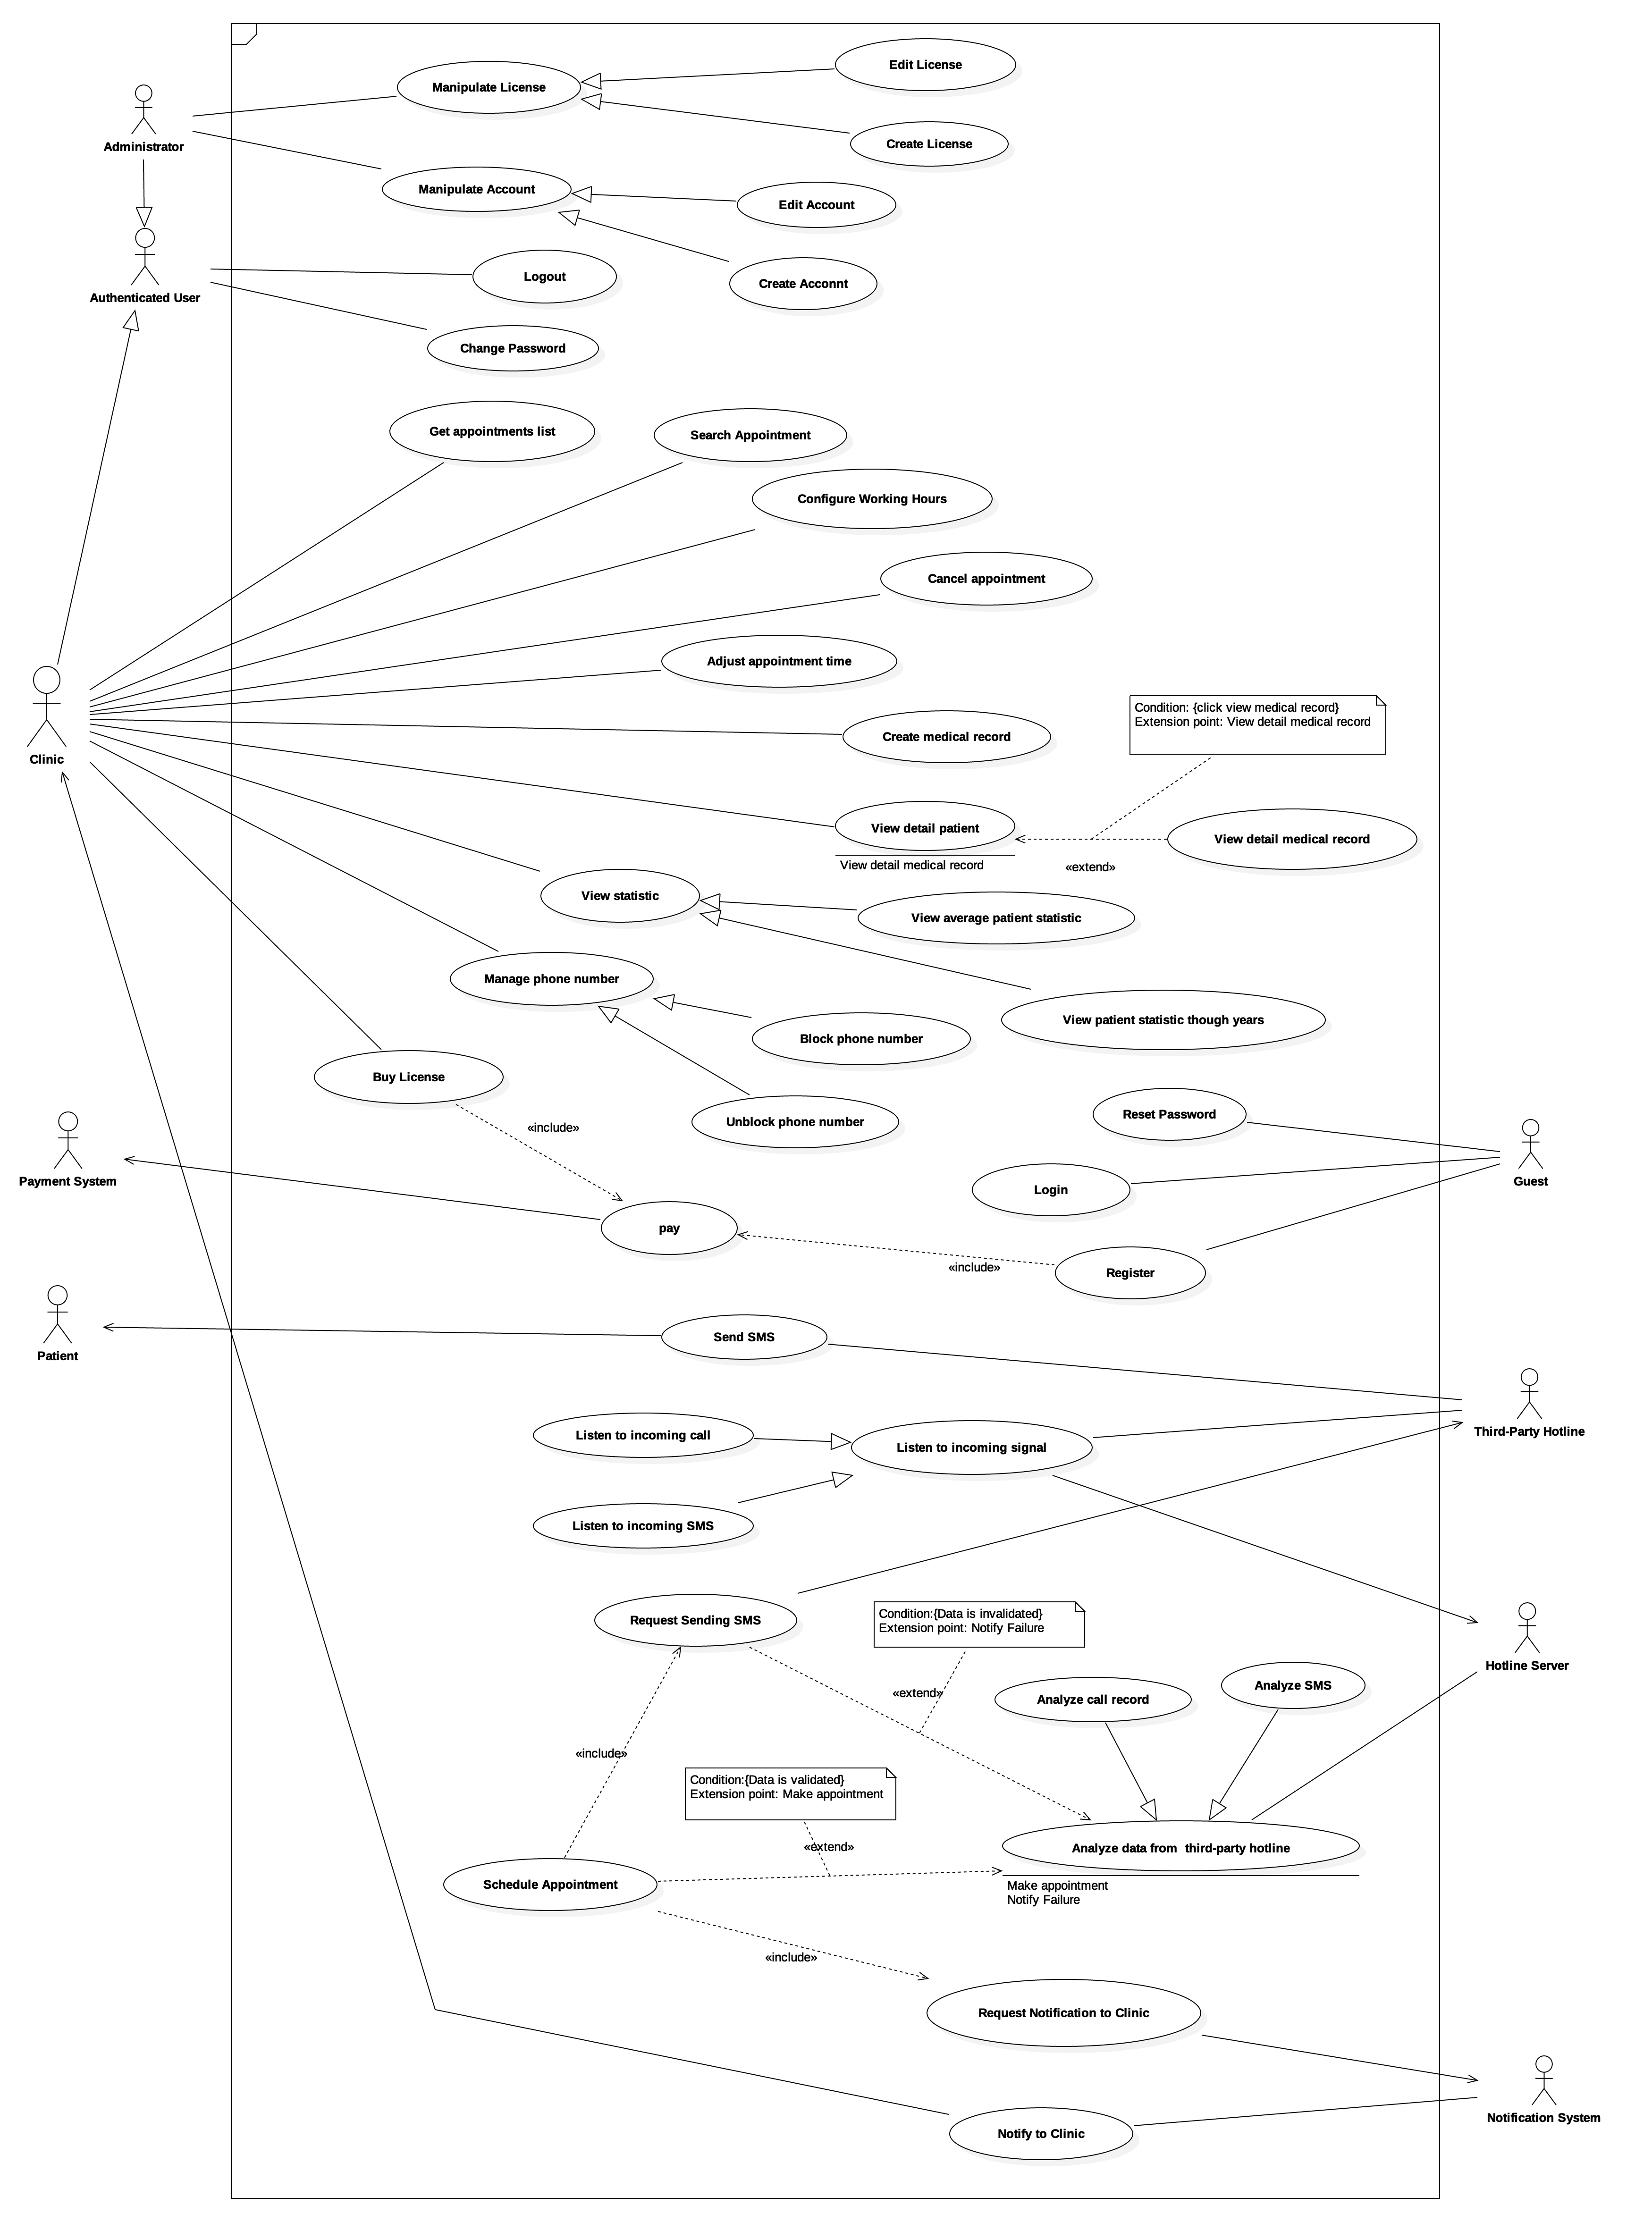 Edit License
Manipulate License
Create License
Administrator
Manipulate Account
Edit Account
Logout
Create Acconnt
Authenticated User
Change Password
Get appointments list
Search Appointment
Configure Working Hours
Cancel appointment
Adjust appointment time
Condition: {click view medical record}
Extension point: View detail medical record
Create medical record
Clinic
View detail patient
View detail medical record
View detail medical record
«extend»
View statistic
View average patient statistic
Manage phone number
View patient statistic though years
Block phone number
Buy License
Reset Password
Unblock phone number
«include»
Payment System
Login
Guest
pay
«include»
Register
Send SMS
Patient
Third-Party Hotline
Listen to incoming call
Listen to incoming signal
Listen to incoming SMS
Condition:{Data is invalidated}
Extension point: Notify Failure
Request Sending SMS
Hotline Server
Analyze SMS
«extend»
Analyze call record
«include»
Condition:{Data is validated}
Extension point: Make appointment
«extend»
Analyze data from  third-party hotline
Schedule Appointment
Make appointment
Notify Failure
«include»
Request Notification to Clinic
Notification System
Notify to Clinic